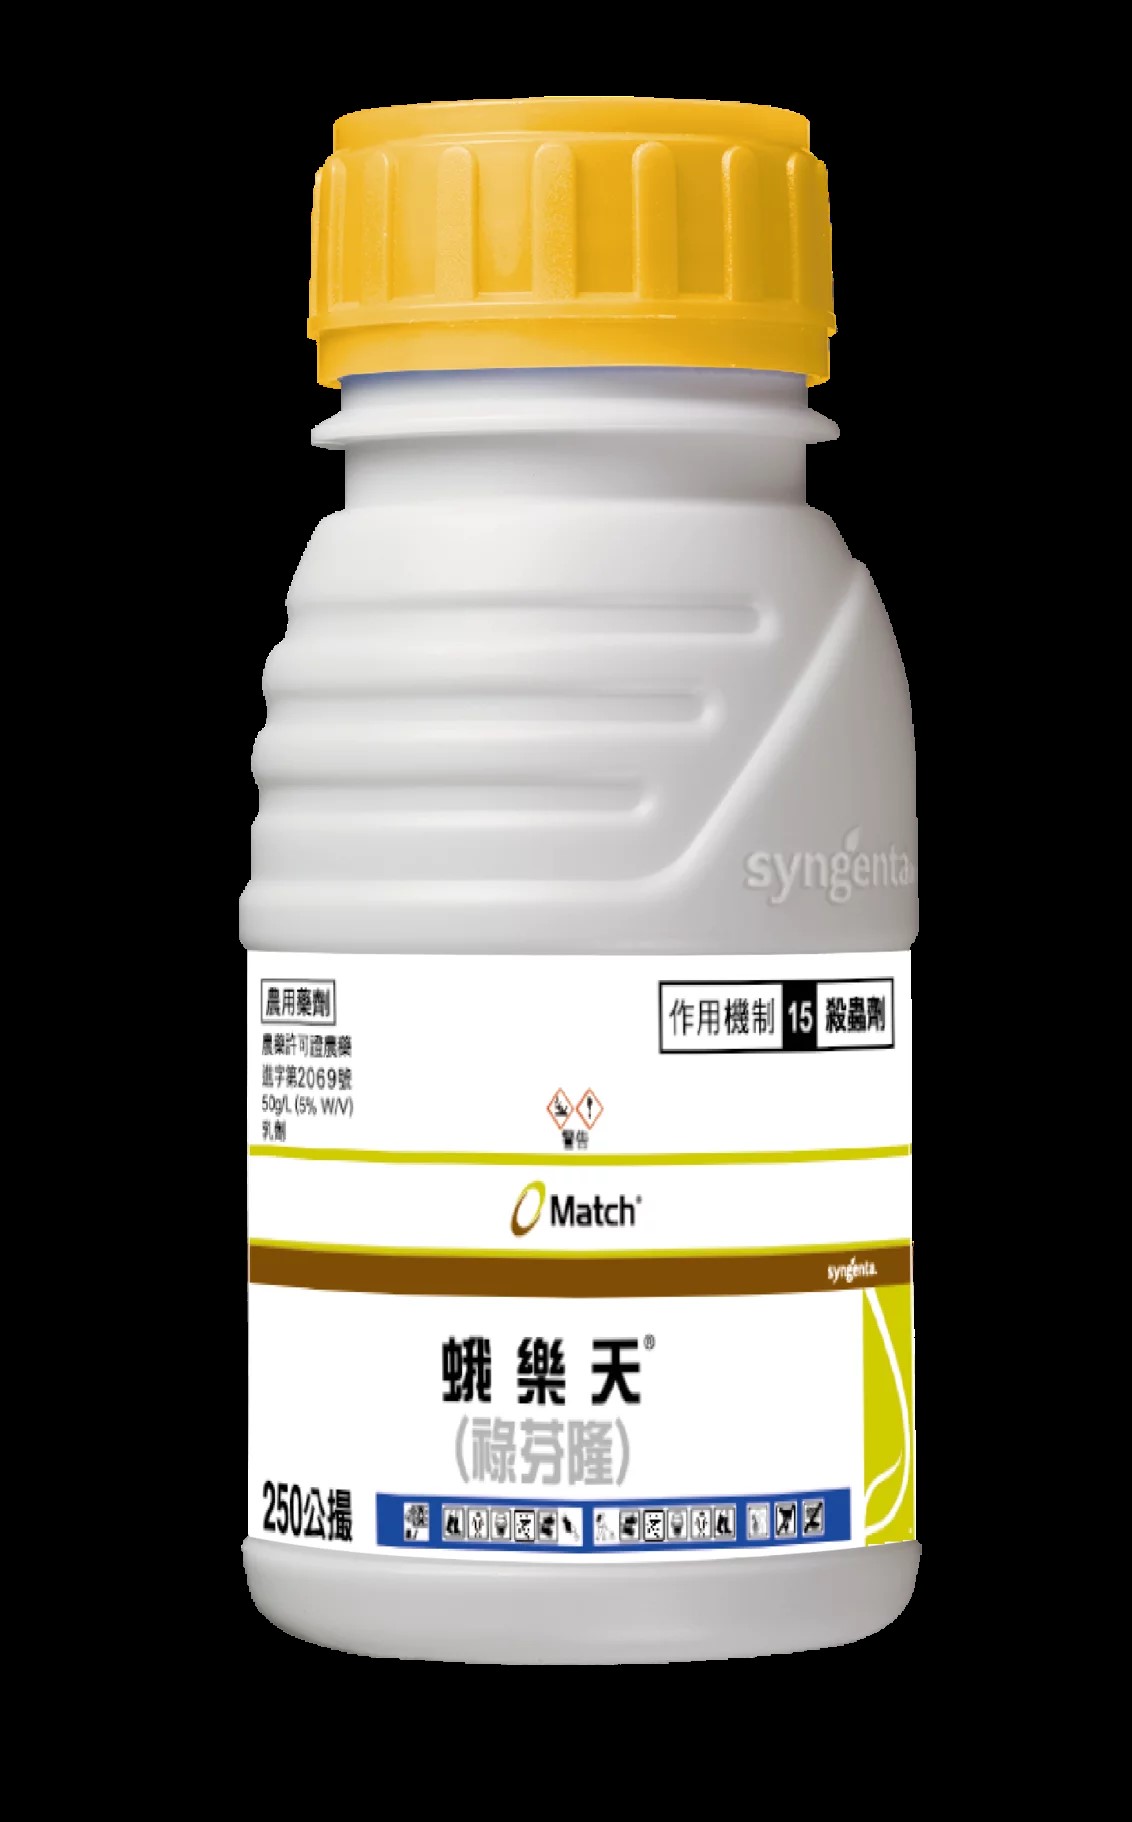 syngenta
農用藥劑
農藥許可證農藥
進字第2069號
50g/L (5% W/V)
乳劑
作用機制 15 殺蟲劑
警告
Match®
syngenta.
蛾樂天®
(祿芬隆)
250公撮